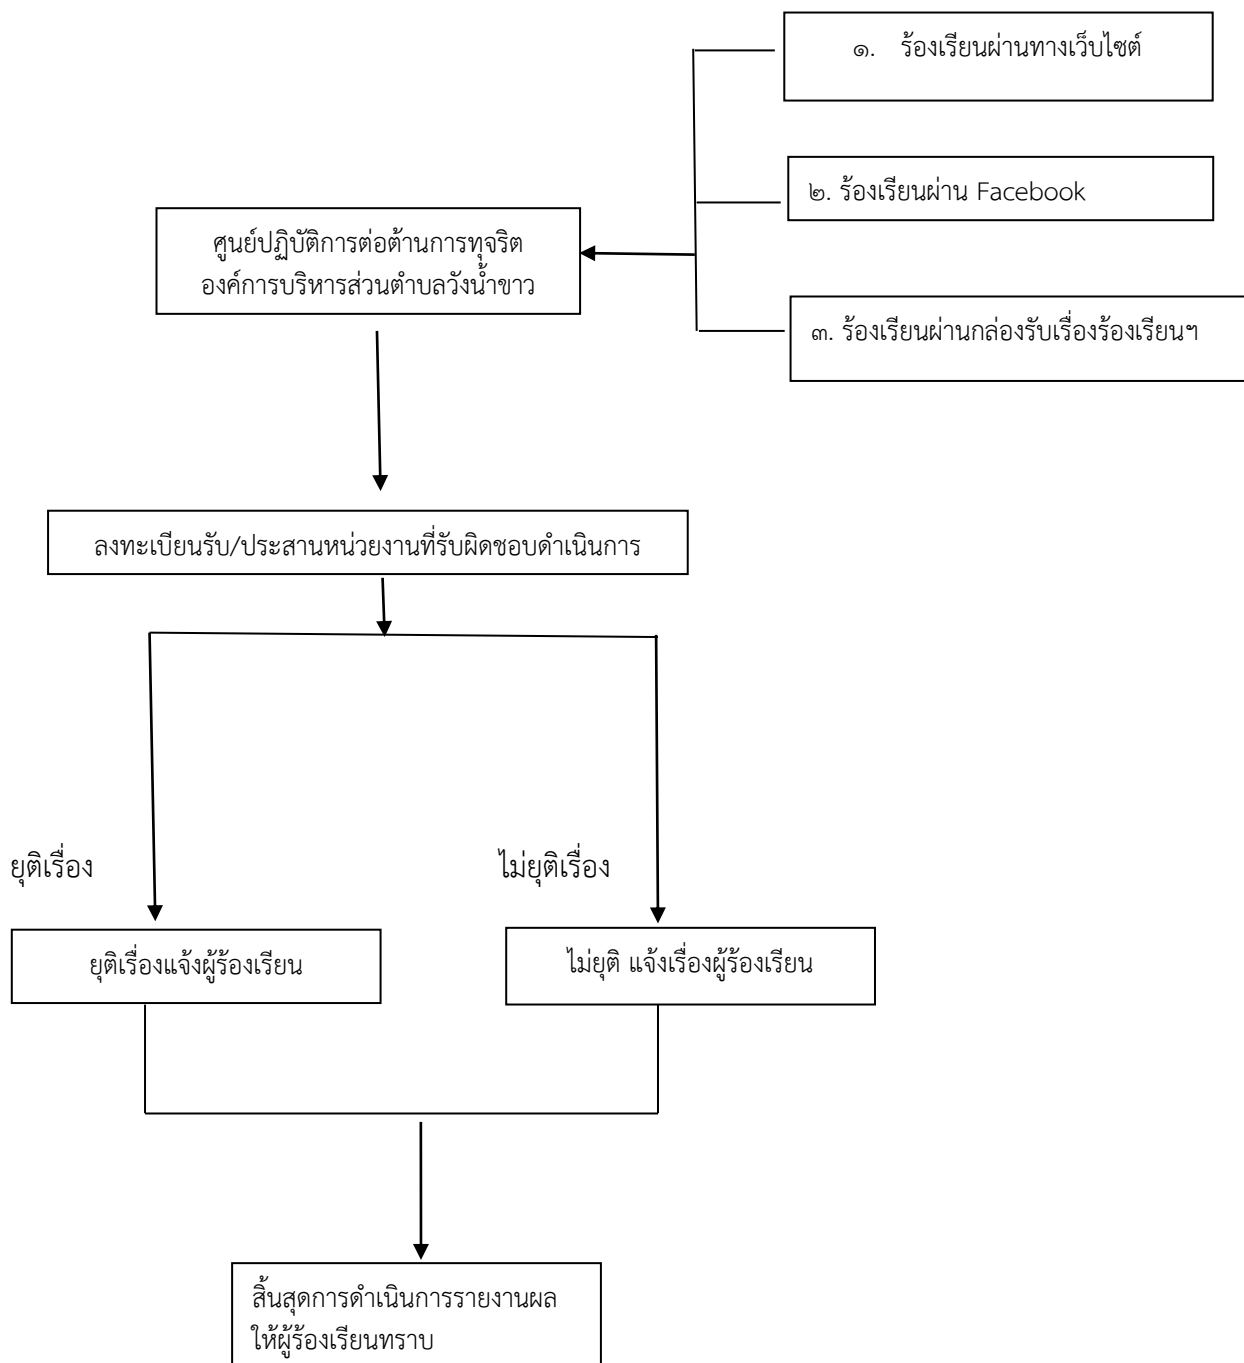 ๑. ร้องเรียนผ่านทางเว็บไซต์
๒. ร้องเรียนผ่าน Facebook
ศูนย์ปฏิบัติการต่อต้านการทุจริต
องค์การบริหารส่วนตำบลวังน้ำขาว
๓. ร้องเรียนผ่านกล่องรับเรื่องร้องเรียนฯ
ลงทะเบียนรับ/ประสานหน่วยงานที่รับผิดชอบดำเนินการ
ยุติเรื่อง
ไม่ยุติเรื่อง
ยุติเรื่องแจ้งผู้ร้องเรียน
ไม่ยุติ แจ้งเรื่องผู้ร้องเรียน
สิ้นสุดการดำเนินการรายงานผล
ให้ผู้ร้องเรียนทราบ